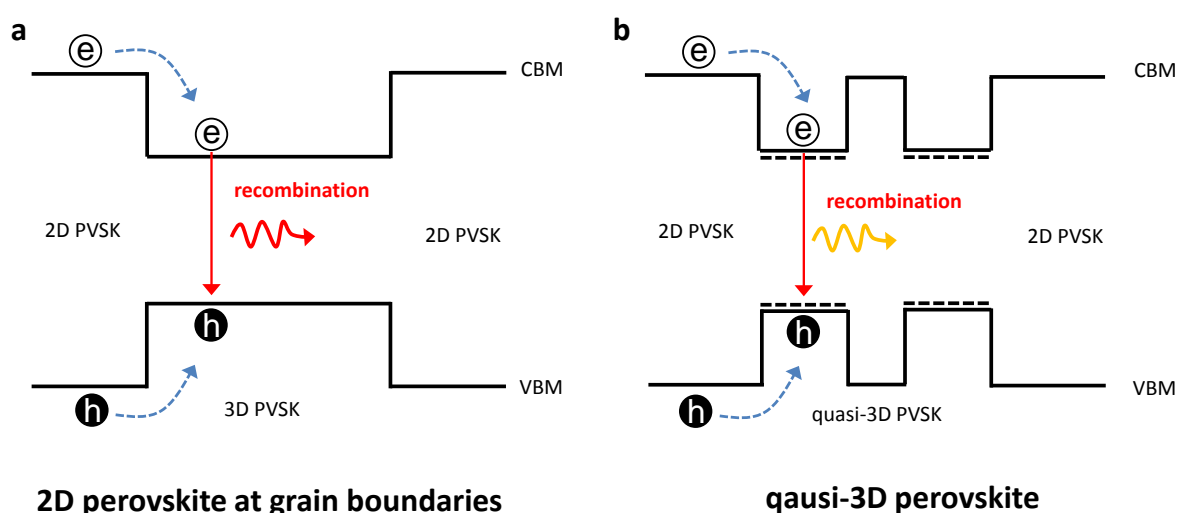 a
e
CBM
e
recombination
2D PVSK
2D PVSK
h
VBM
h
3D PVSK
2D perovskite at grain boundaries
b
e
CBM
e
recombination
2D PVSK
2D PVSK
h
VBM
h
quasi-3D PVSK
qausi-3D perovskite